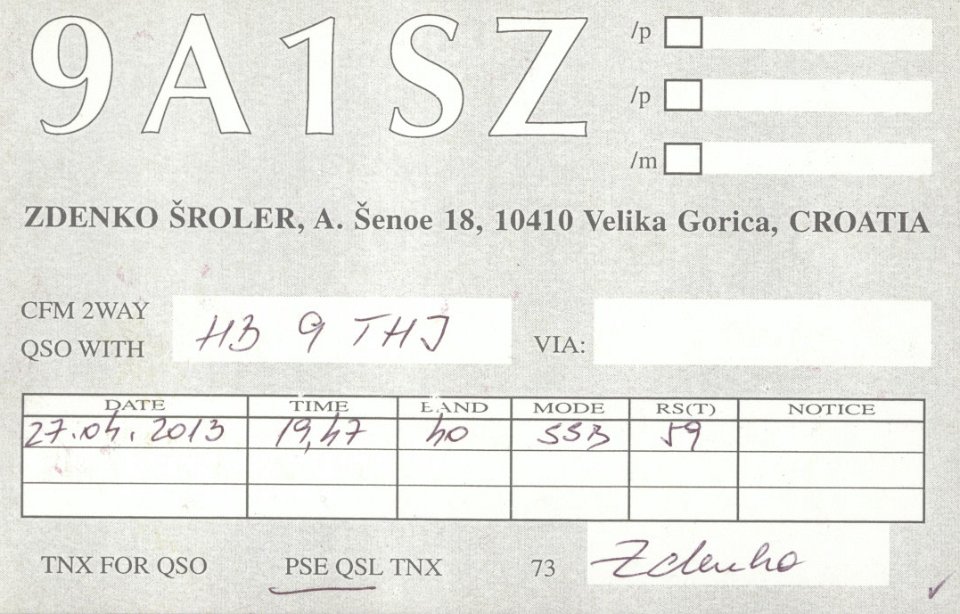 9A1SZ
/p
/p
/m
ZDENKO ŠROLER, A. Šenoe 18, 10410 Velika Gorica, CROATIA
CFM 2WAY
QSO WITH HB 9 THJ VIA:
DATE TIME BAND MODE RS(T) NOTICE
27.04.2013 19,47 40 SSB 59
TNX FOR QSO PSE QSL TNX 73 Zdenko